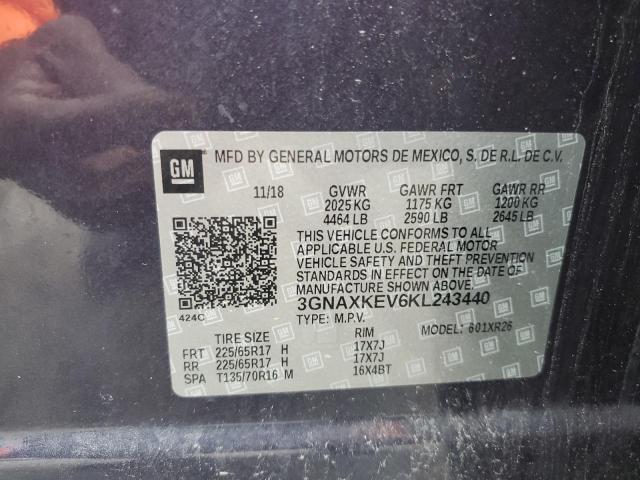 GM
MFD BY GENERAL MOTORS DE MEXICO, S. DE R.L. DE C.V.
11/18 GVWR GAWR FRT GAWR RR
2025 KG 1175 KG 1200 KG
4464 LB 2590 LB 2645 LB
THIS VEHICLE CONFORMS TO ALL
APPLICABLE U.S. FEDERAL MOTOR
VEHICLE SAFETY AND THEFT PREVENTION
STANDARDS IN EFFECT ON THE DATE OF
MANUFACTURE SHOWN ABOVE.
424C
3GNAXKEV6KL243440
TYPE: M.P.V. MODEL: 601XR26
TIRE SIZE RIM
FRT 225/65R17 H 17X7J
RR 225/65R17 H 17X7J
SPA T135/70R16 M 16X4BT